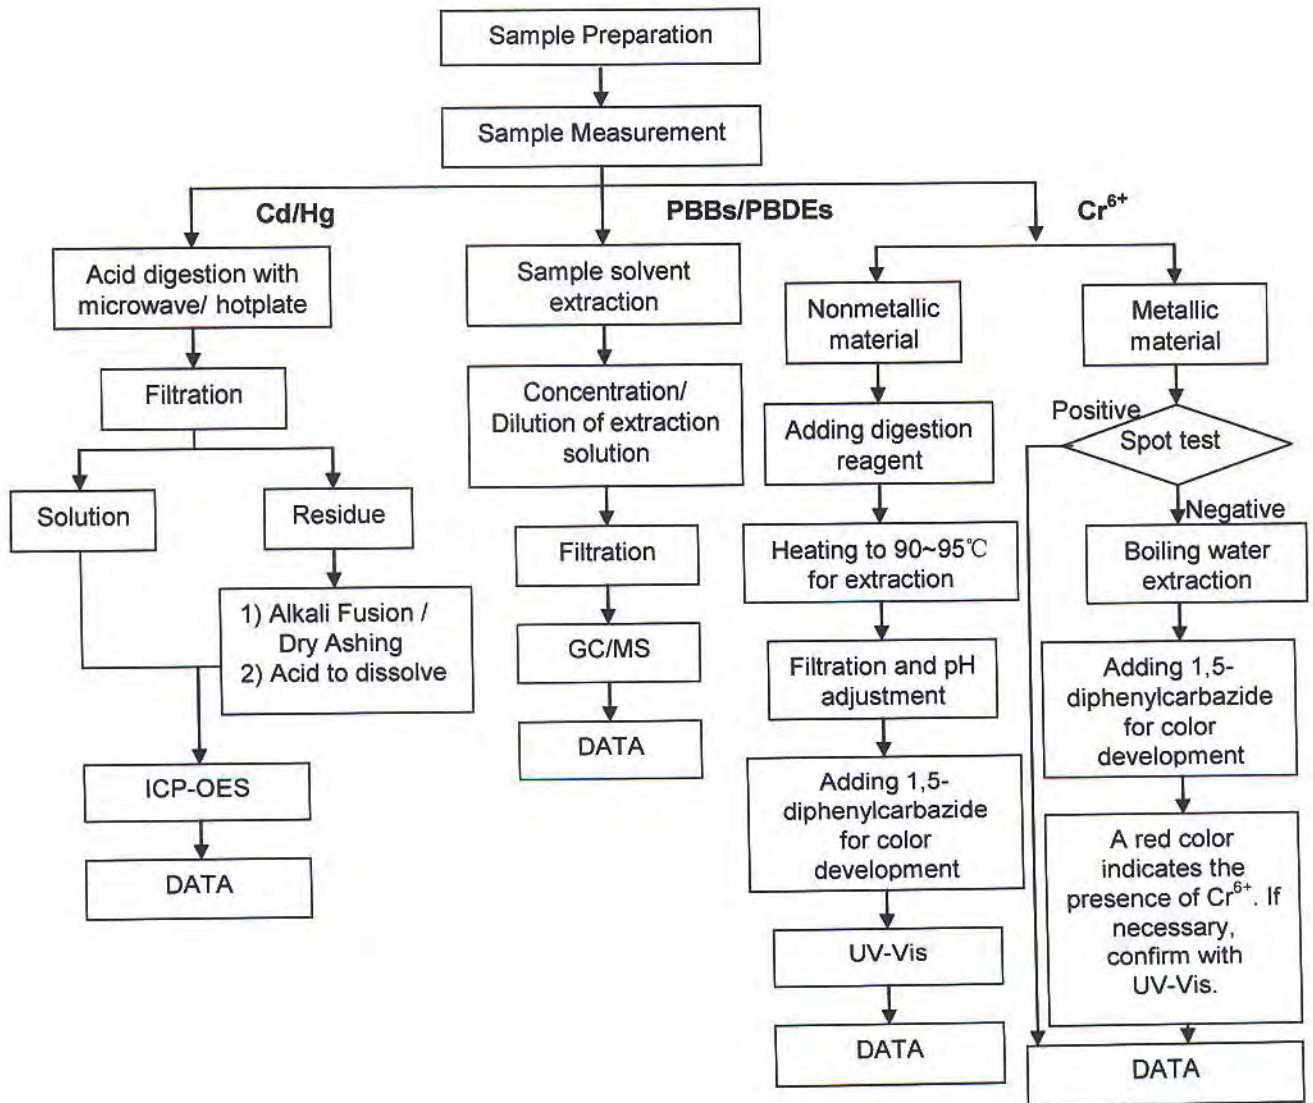 Sample Preparation
Sample Measurement
Cd/Hg
PBBs/PBDEs
Cr⁶⁺
Acid digestion with
microwave/ hotplate
Filtration
Solution
Residue
1) Alkali Fusion /
Dry Ashing
2) Acid to dissolve
ICP-OES
DATA
Sample solvent
extraction
Concentration/
Dilution of extraction
solution
Filtration
GC/MS
DATA
Nonmetallic
material
Adding digestion
reagent
Heating to 90~95℃
for extraction
Filtration and pH
adjustment
Adding 1,5-
diphenylcarbazide
for color
development
UV-Vis
DATA
Metallic
material
Positive
Spot test
Negative
Boiling water
extraction
Adding 1,5-
diphenylcarbazide
for color
development
A red color
indicates the
presence of Cr⁶⁺. If
necessary,
confirm with
UV-Vis.
DATA